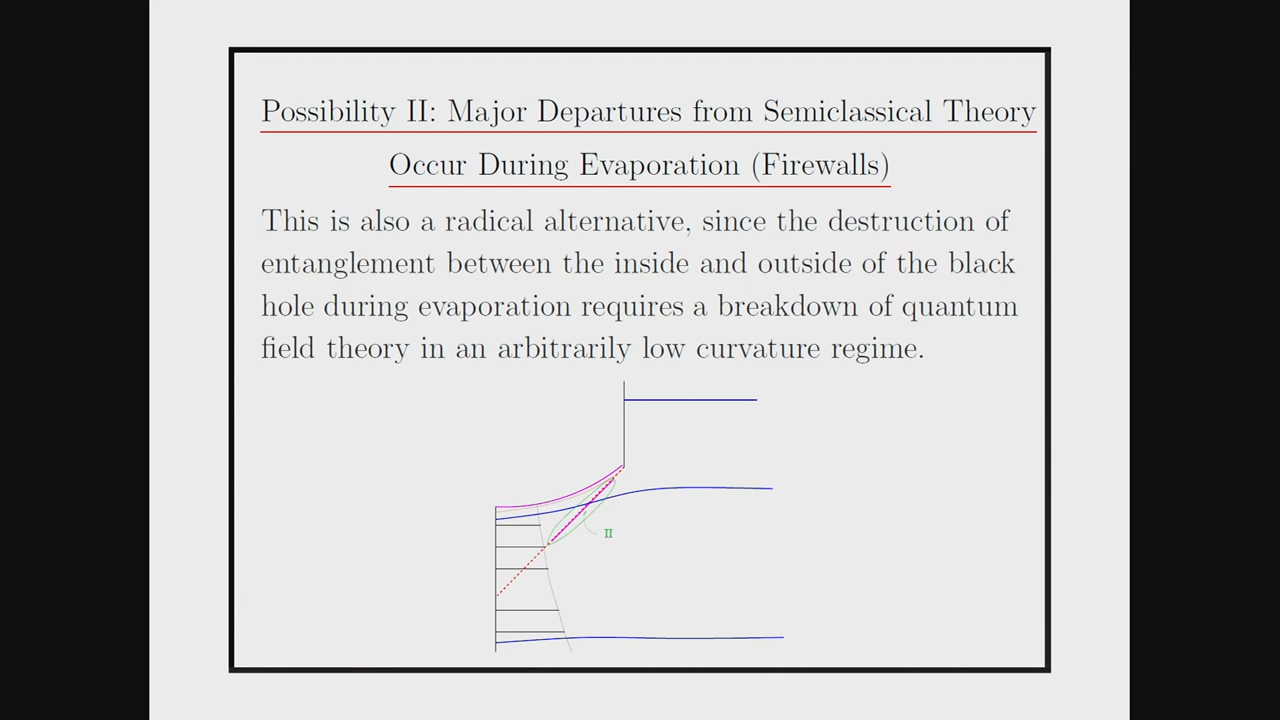 Possibility II: Major Departures from Semiclassical Theory
Occur During Evaporation (Firewalls)
This is also a radical alternative, since the destruction of
entanglement between the inside and outside of the black
hole during evaporation requires a breakdown of quantum
field theory in an arbitrarily low curvature regime.
II